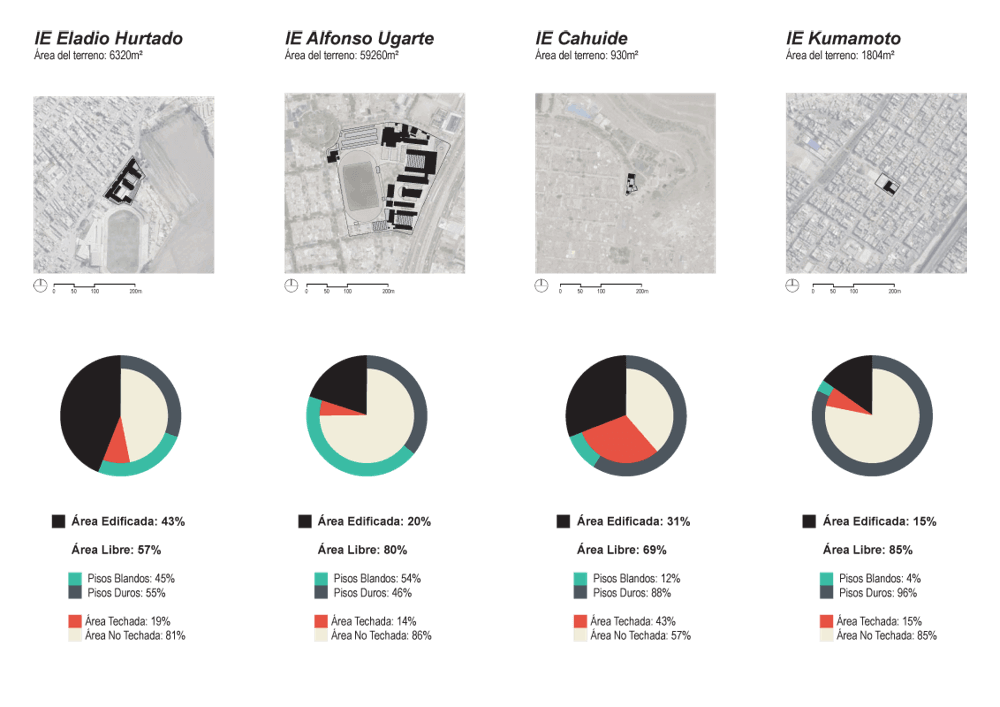 IE Eladio Hurtado
Área del terreno: 6320m²
IE Alfonso Ugarte
Área del terreno: 59260m²
IE Cahuide
Área del terreno: 930m²
IE Kumamoto
Área del terreno: 1804m²
0 50 100 200m
0 50 100 200m
0 50 100 200m
0 50 100 200m
Área Edificada: 43%
Área Libre: 57%
Pisos Blandos: 45%
Pisos Duros: 55%
Área Techada: 19%
Área No Techada: 81%
Área Edificada: 20%
Área Libre: 80%
Pisos Blandos: 54%
Pisos Duros: 46%
Área Techada: 14%
Área No Techada: 86%
Área Edificada: 31%
Área Libre: 69%
Pisos Blandos: 12%
Pisos Duros: 88%
Área Techada: 43%
Área No Techada: 57%
Área Edificada: 15%
Área Libre: 85%
Pisos Blandos: 4%
Pisos Duros: 96%
Área Techada: 15%
Área No Techada: 85%